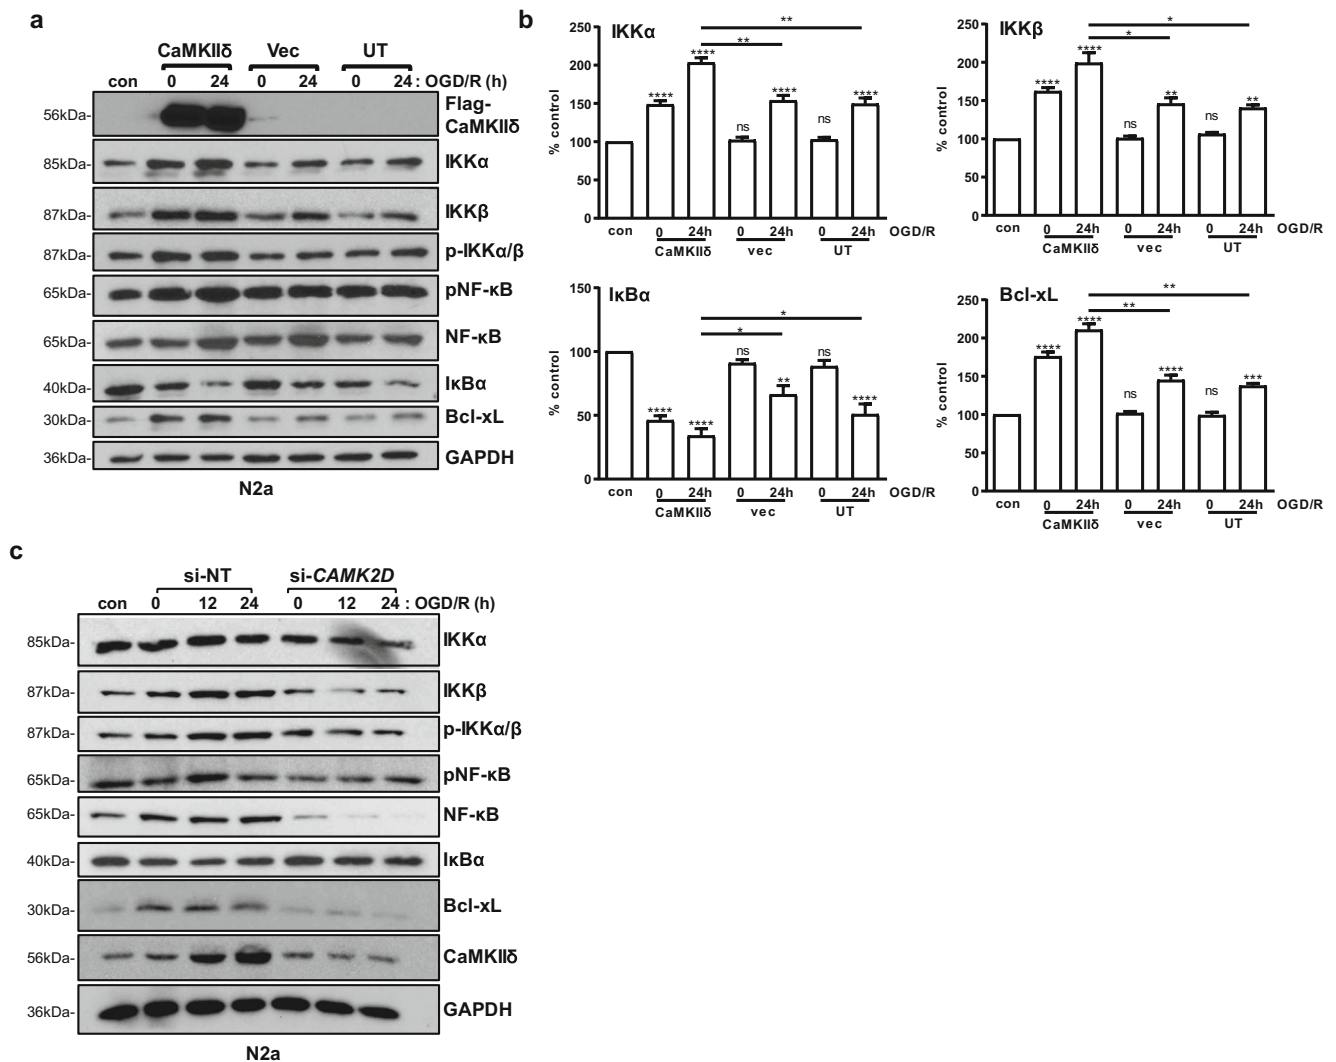 a
CaMKIIδ Vec UT
con 0 24 0 24 0 24 : OGD/R (h)
56kDa- Flag-
CaMKIIδ
85kDa- IKKα
87kDa- IKKβ
87kDa- p-IKKα/β
65kDa- pNF-κB
65kDa- NF-κB
40kDa- IκBα
30kDa- Bcl-xL
36kDa- GAPDH
N2a
b
IKKα
% control
250
200
150
100
50
0
**
**
**** **** ns **** ns ****
con 0 24h 0 24h 0 24h OGD/R
CaMKIIδ vec UT
IKKβ
% control
250
200
150
100
50
0
*
*
**** **** ns ** ns **
con 0 24h 0 24h 0 24h OGD/R
CaMKIIδ vec UT
IκBα
% control
150
100
50
0
*
*
**** **** ns ** ns ****
con 0 24h 0 24h 0 24h OGD/R
CaMKIIδ vec UT
Bcl-xL
% control
250
200
150
100
50
0
**
**
**** **** ns **** ns ***
con 0 24h 0 24h 0 24h OGD/R
CaMKIIδ vec UT
c
si-NT si-CAMK2D
con 0 12 24 0 12 24 : OGD/R (h)
85kDa- IKKα
87kDa- IKKβ
87kDa- p-IKKα/β
65kDa- pNF-κB
65kDa- NF-κB
40kDa- IκBα
30kDa- Bcl-xL
56kDa- CaMKIIδ
36kDa- GAPDH
N2a